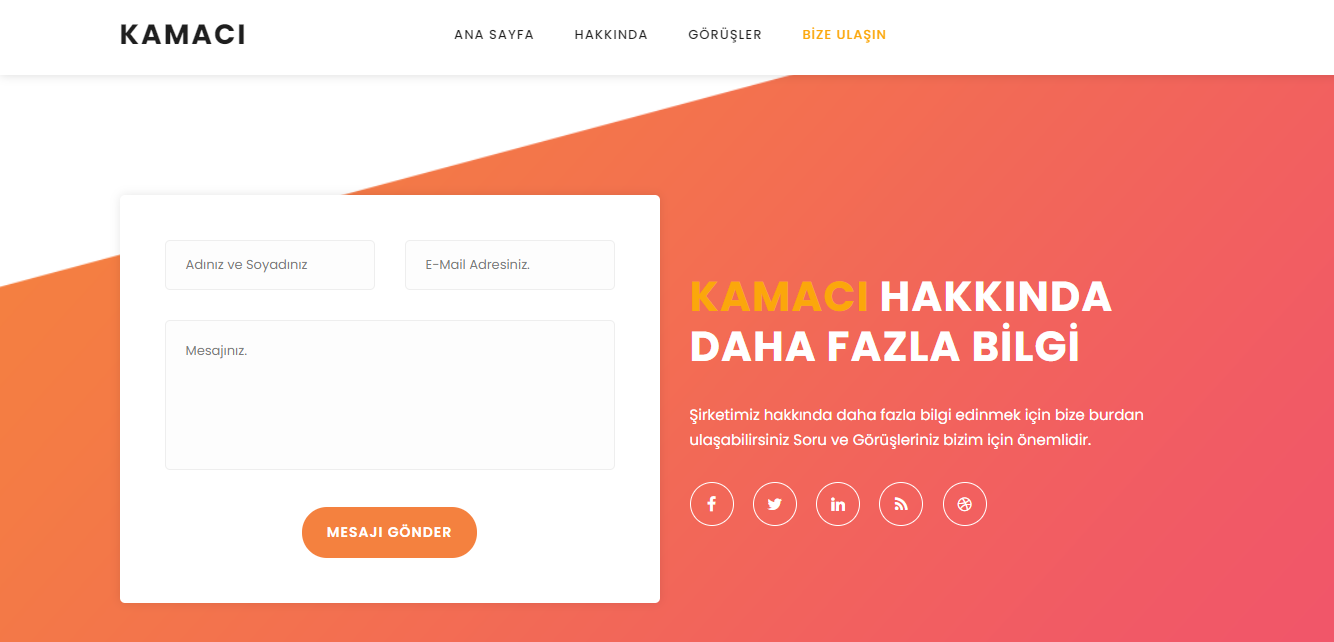 KAMACI
ANA SAYFA HAKKINDA GÖRÜŞLER BİZE ULAŞIN
Adınız ve Soyadınız E-Mail Adresiniz.
Mesajınız.
MESAJI GÖNDER
KAMACI HAKKINDA
DAHA FAZLA BİLGİ
Şirketimiz hakkında daha fazla bilgi edinmek için bize burdan
ulaşabilirsiniz Soru ve Görüşleriniz bizim için önemlidir.